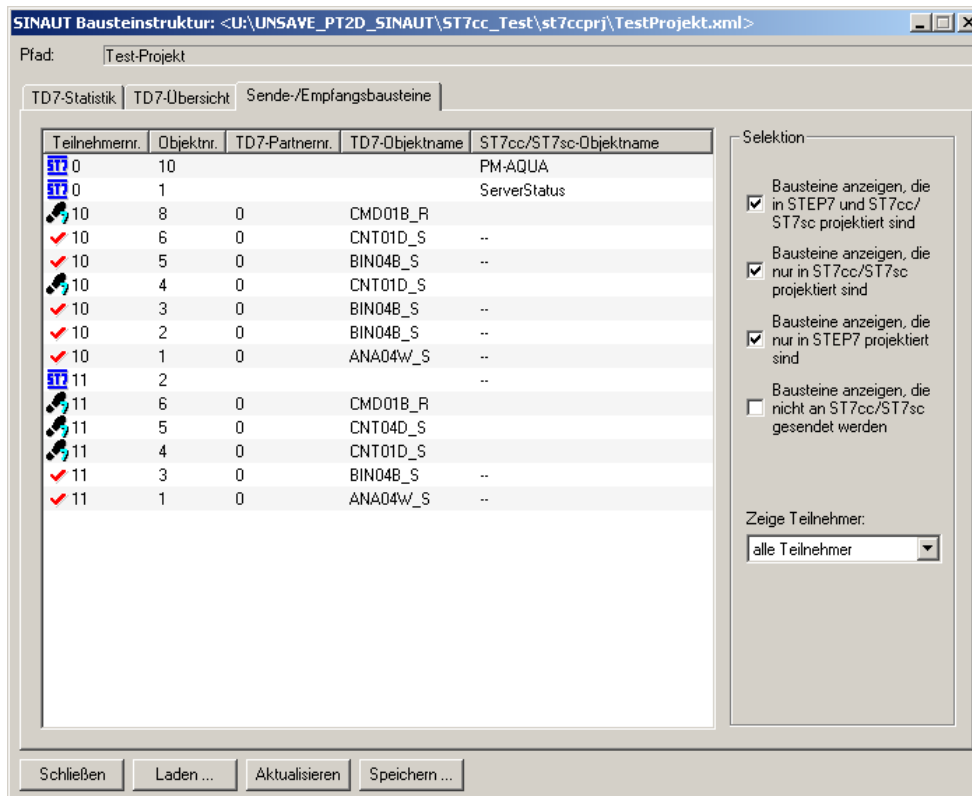 SINAUT Bausteinstruktur: <U:\UNSAVE_PT2D_SINAUT\ST7cc_Test\st7ccprj\TestProjekt.xml>
Pfad: Test-Projekt
TD7-Statistik TD7-Übersicht Sende-/Empfangsbausteine
Teilnehmernr. Objektnr. TD7-Partnernr. TD7-Objektname ST7cc/ST7sc-Objektname
ST7 0 10 PM-AQUA
ST7 0 1 ServerStatus
10 8 0 CMD01B_R
10 6 0 CNT01D_S --
10 5 0 BIN04B_S --
10 4 0 CNT01D_S
10 3 0 BIN04B_S --
10 2 0 BIN04B_S --
10 1 0 ANA04W_S --
ST7 11 2 --
11 6 0 CMD01B_R
11 5 0 CNT04D_S
11 4 0 CNT01D_S
11 3 0 BIN04B_S --
11 1 0 ANA04W_S --
Selektion
Bausteine anzeigen, die
in STEP7 und ST7cc/
ST7sc projektiert sind
Bausteine anzeigen, die
nur in ST7cc/ST7sc
projektiert sind
Bausteine anzeigen, die
nur in STEP7 projektiert
sind
Bausteine anzeigen, die
nicht an ST7cc/ST7sc
gesendet werden
Zeige Teilnehmer:
alle Teilnehmer
Schließen Laden ... Aktualisieren Speichern ...